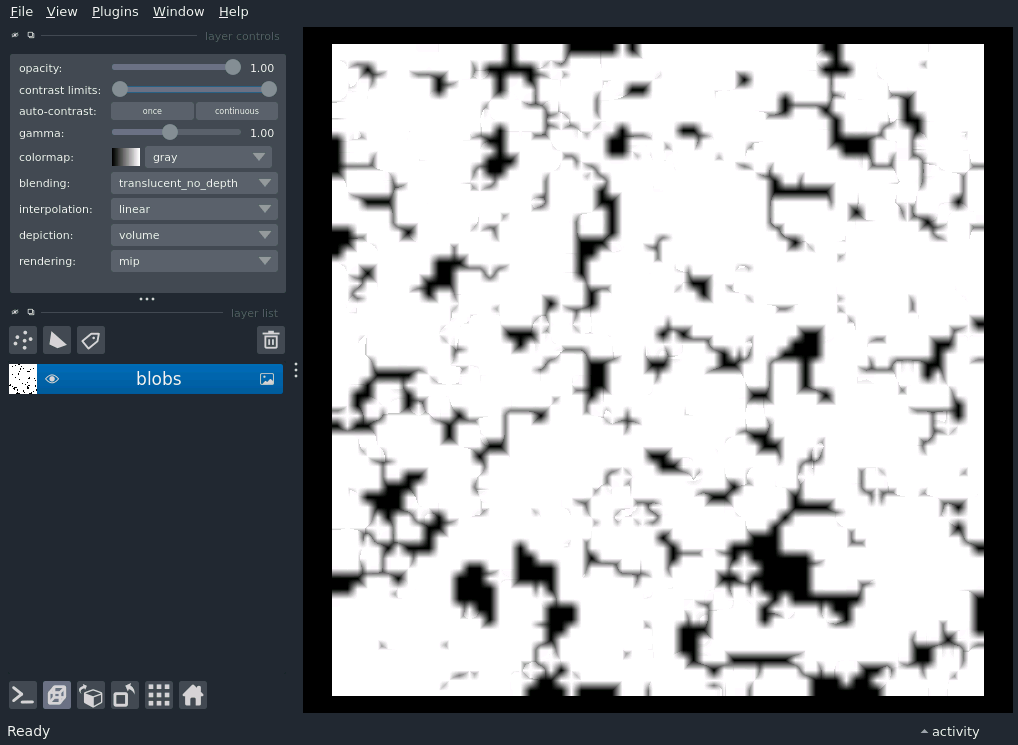 File View Plugins Window Help
layer controls
opacity: 1.00
contrast limits:
auto-contrast: once continuous
gamma: 1.00
colormap: gray
blending: translucent_no_depth
interpolation: linear
depiction: volume
rendering: mip
layer list
blobs
Ready activity